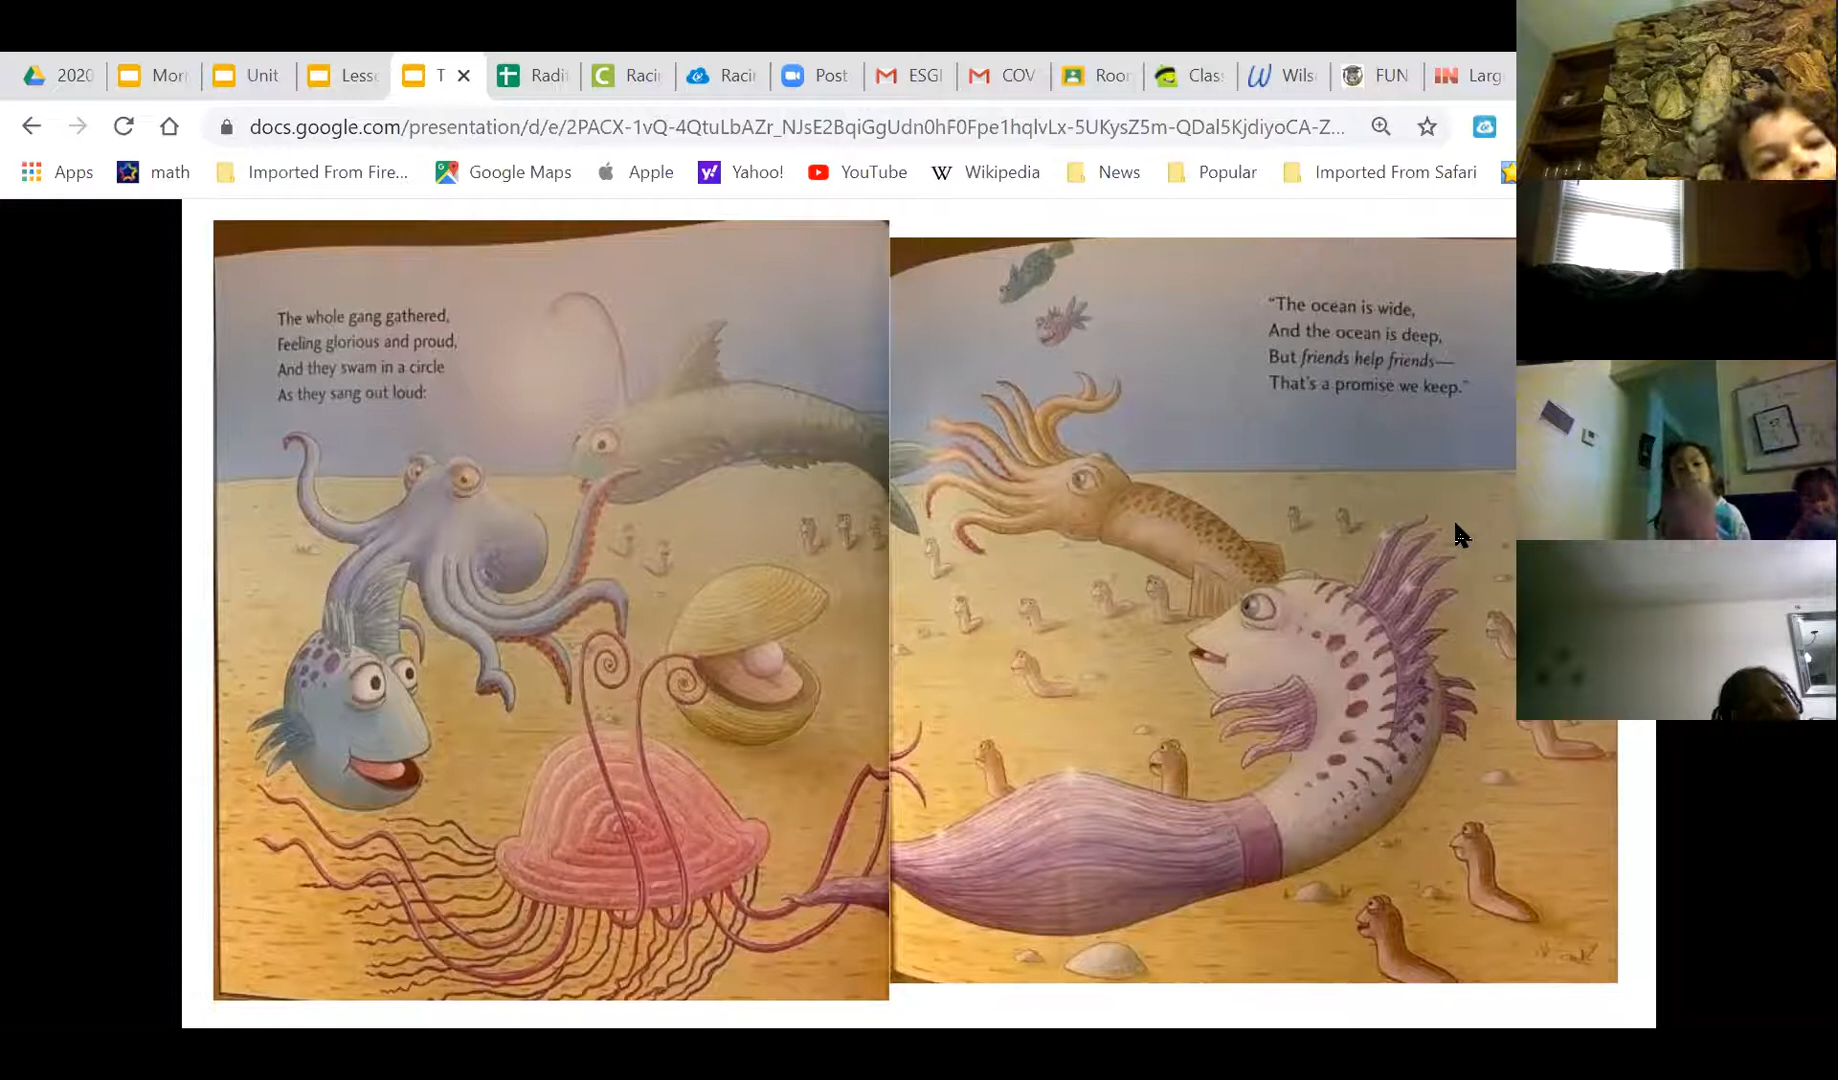 2020
Mor
Unit
Less
T
Radi
Raci
Raci
Post
ESGI
COV
Roor
Clas
Wils
FUN
IN Larg
docs.google.com/presentation/d/e/2PACX-1vQ-4QtuLbAZr_NJsE2BqiGgUdn0hF0Fpe1hqlvLx-5UKysZ5m-QDal5KjdiyoCA-Z...
Apps
math
Imported From Fire...
Google Maps
Apple
Yahoo!
YouTube
W Wikipedia
News
Popular
Imported From Safari
The whole gang gathered,
Feeling glorious and proud,
And they swam in a circle
As they sang out loud:
"The ocean is wide,
And the ocean is deep,
But friends help friends—
That's a promise we keep."